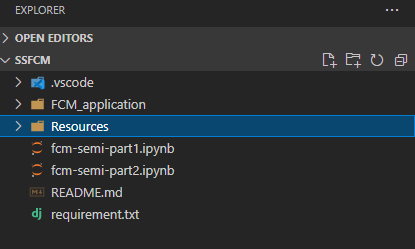 EXPLORER
OPEN EDITORS
SSFCM
.vscode
FCM_application
Resources
fcm-semi-part1.ipynb
fcm-semi-part2.ipynb
README.md
dj requirement.txt